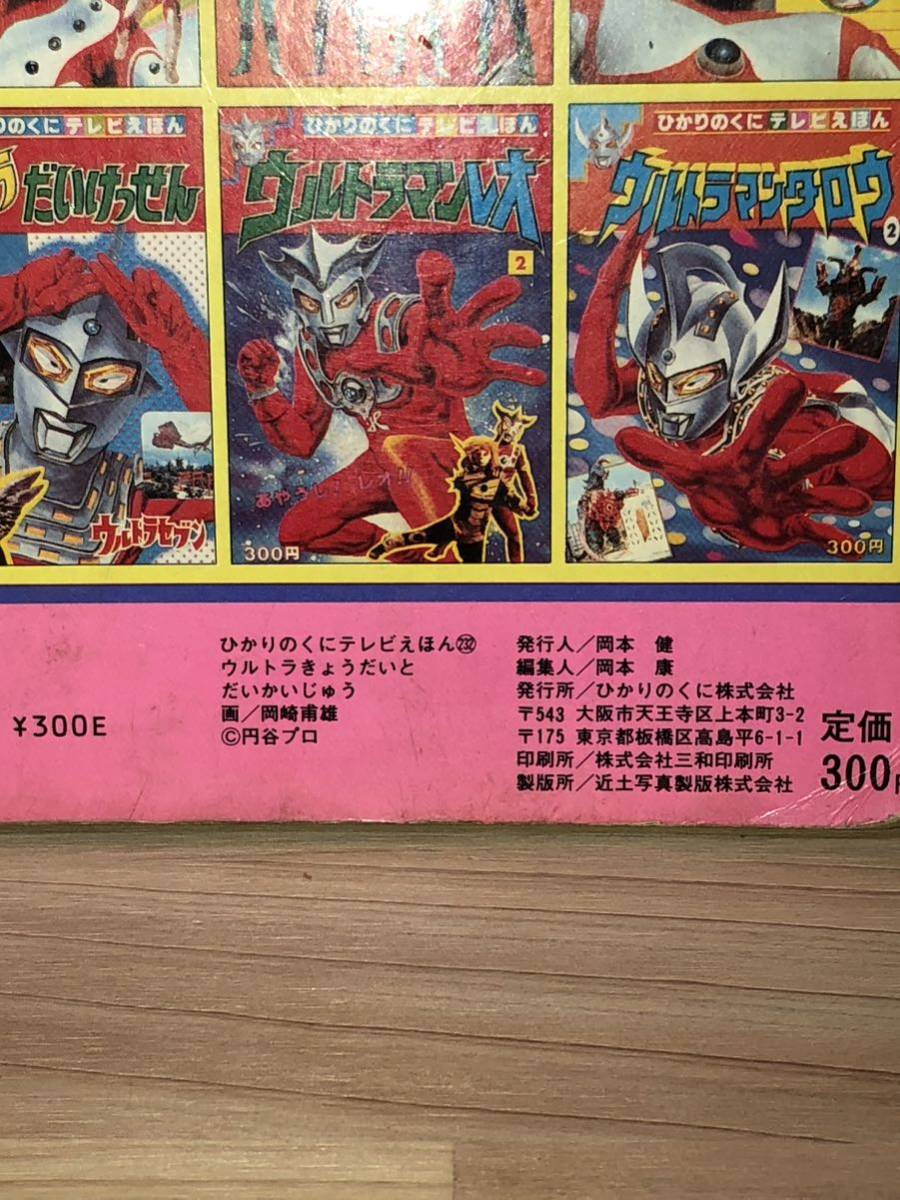 りのくにテレビえほん
だいけっせん
ウルトラセブン
ひかりのくにテレビえほん
ウルトラマンレオ
2
あやうし! レオ!!
300円
ひかりのくにテレビえほん
ウルトラマンタロウ
2
300円
¥300E
ひかりのくにテレビえほん232
ウルトラきょうだいと
だいかいじゅう
画/岡崎甫雄
©円谷プロ
発行人/岡本 健
編集人/岡本 康
発行所/ひかりのくに株式会社
〒543 大阪市天王寺区上本町3-2
〒175 東京都板橋区高島平6-1-1
印刷所/株式会社三和印刷所
製版所/近土写真製版株式会社
定価
300円